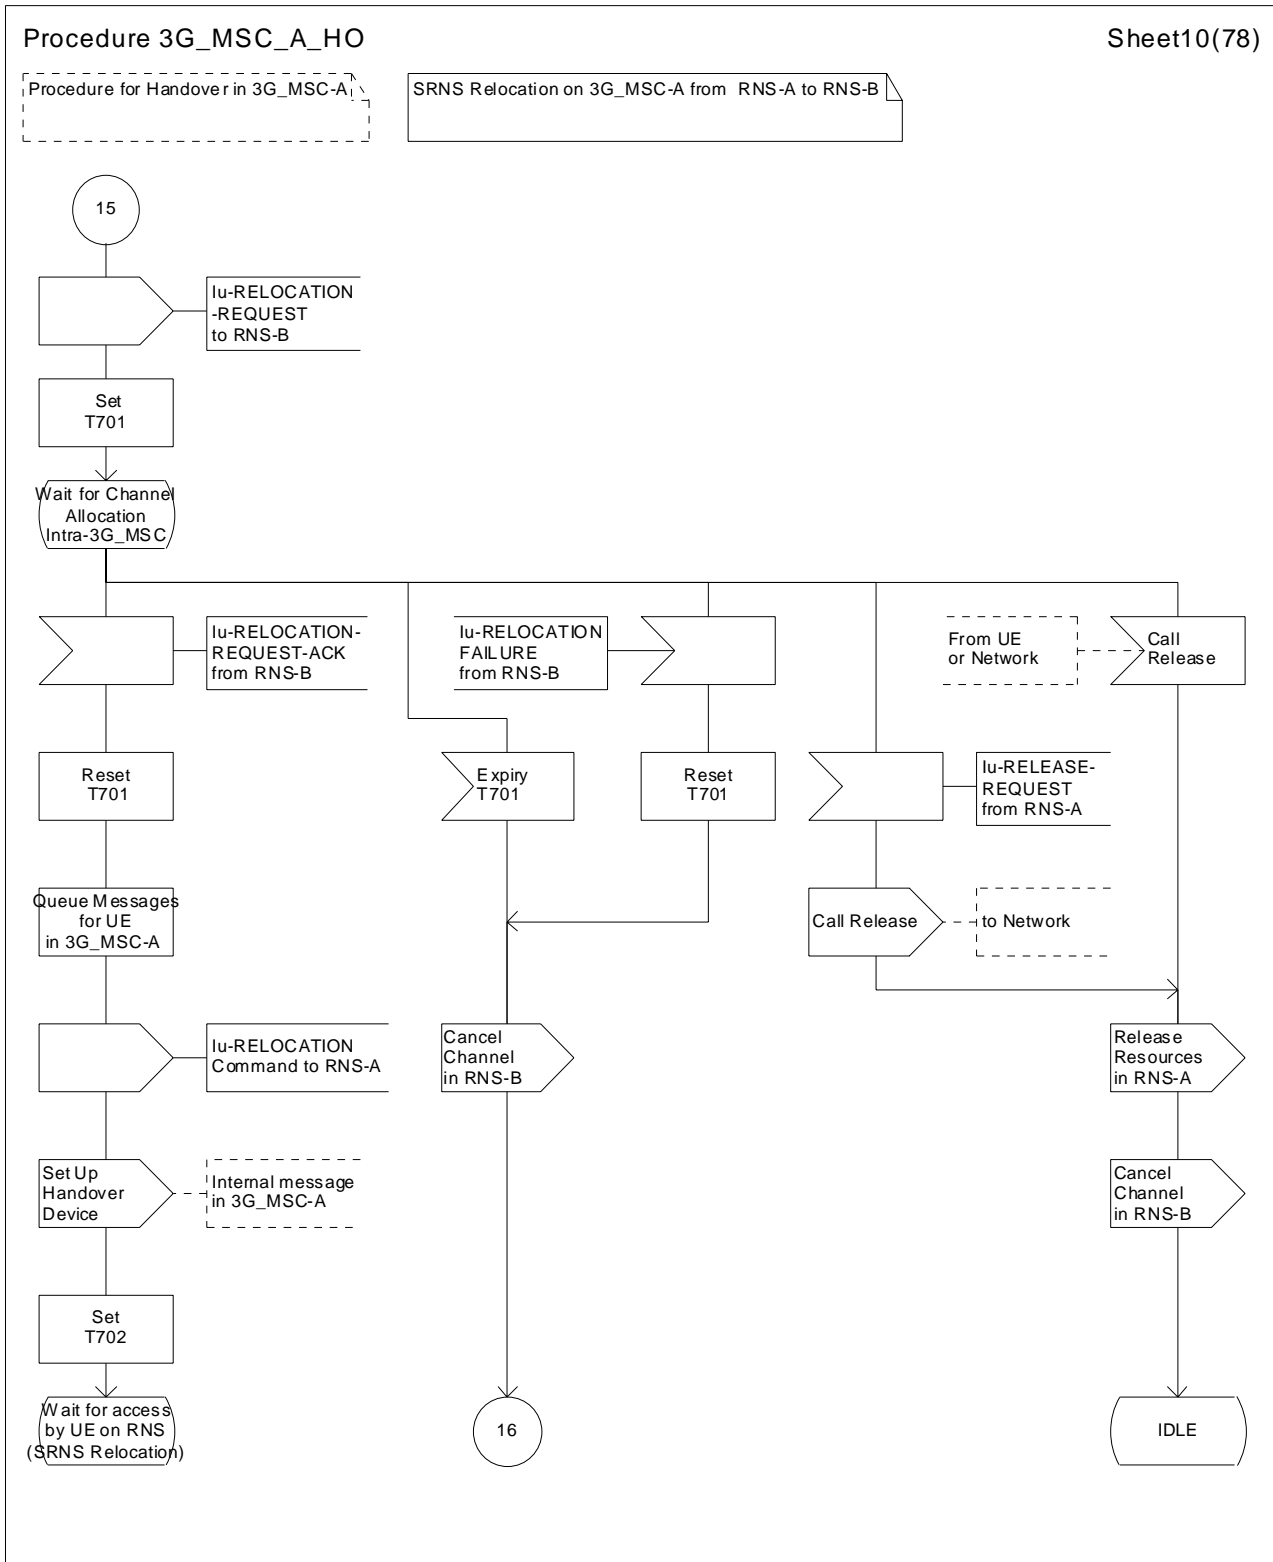 Procedure 3G_MSC_A_HO
Sheet10(78)
Procedure for Handover in 3G_MSC-A
SRNS Relocation on 3G_MSC-A from RNS-A to RNS-B
15
Iu-RELOCATION
-REQUEST
to RNS-B
Set
T701
Wait for Channel
Allocation
Intra-3G_MSC
Iu-RELOCATION-
REQUEST-ACK
from RNS-B
Iu-RELOCATION
FAILURE
from RNS-B
From UE
or Network
Call
Release
Reset
T701
Expiry
T701
Reset
T701
Iu-RELEASE-
REQUEST
from RNS-A
Queue Messages
for UE
in 3G_MSC-A
Call Release
to Network
Iu-RELOCATION
Command to RNS-A
Cancel
Channel
in RNS-B
Release
Resources
in RNS-A
Set Up
Handover
Device
Internal message
in 3G_MSC-A
Cancel
Channel
in RNS-B
Set
T702
Wait for access
by UE on RNS
(SRNS Relocation)
16
IDLE